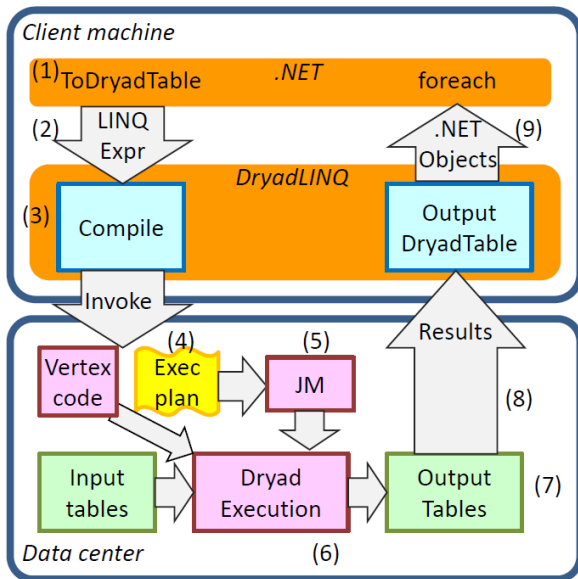 Client machine
(1)
ToDryadTable
.NET
foreach
(2)
LINQ
Expr
.NET
Objects
(9)
DryadLINQ
(3)
Compile
Output
DryadTable
Invoke
Results
(4)
(5)
Vertex
code
Exec
plan
JM
(8)
Input
tables
Dryad
Execution
Output
Tables
(7)
(6)
Data center